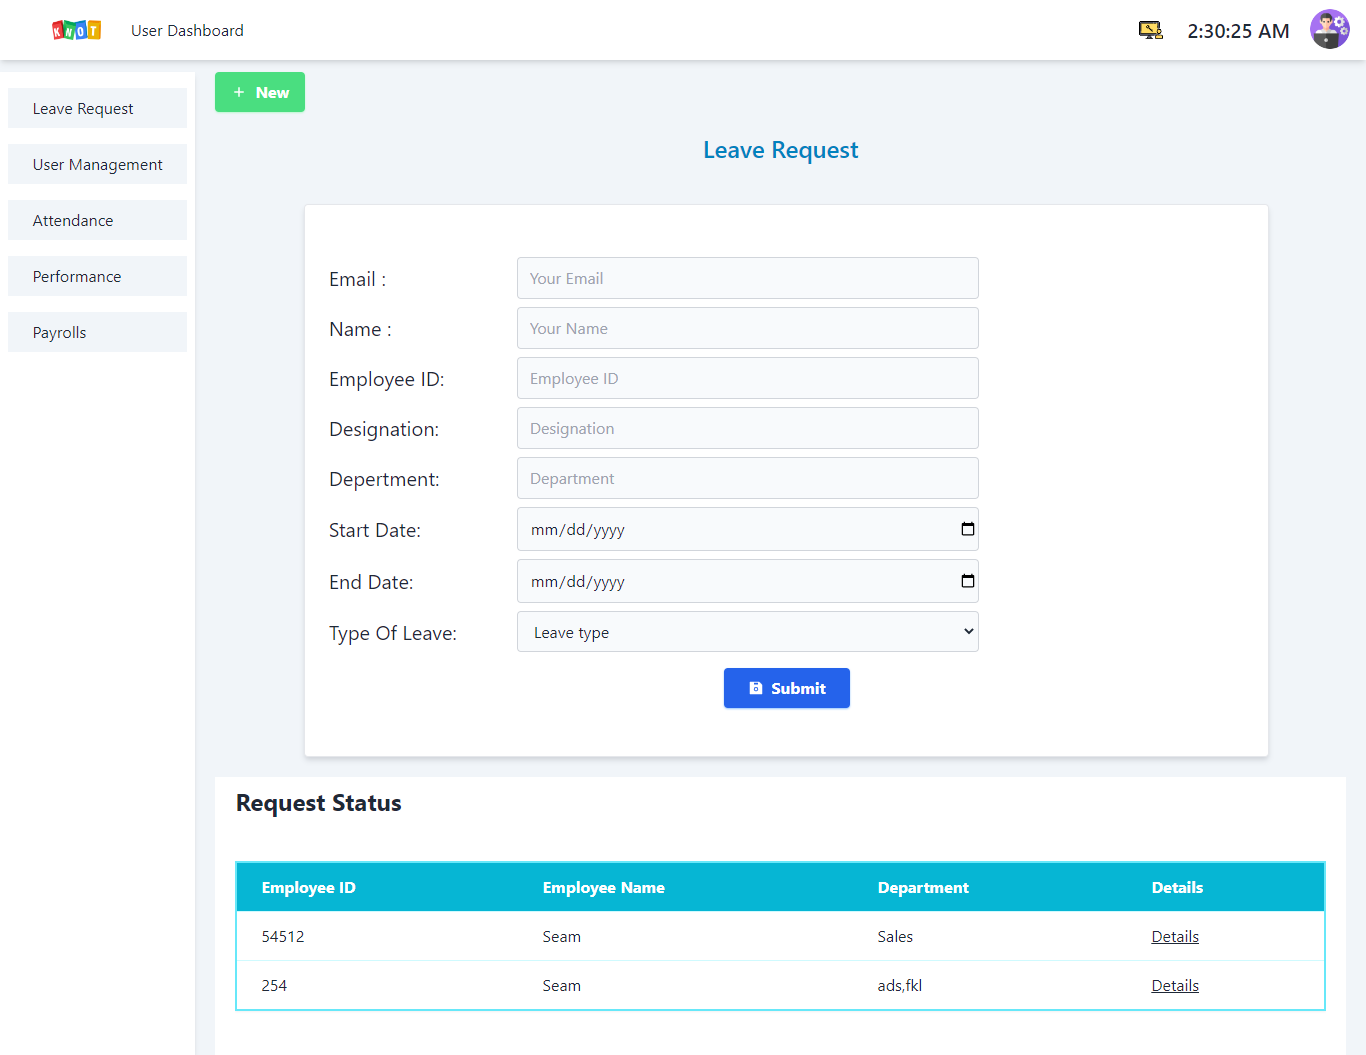 KNOT User Dashboard 2:30:25 AM
Leave Request
User Management
Attendance
Performance
Payrolls
+ New
Leave Request
Email : Your Email
Name : Your Name
Employee ID: Employee ID
Designation: Designation
Depertment: Department
Start Date: mm/dd/yyyy
End Date: mm/dd/yyyy
Type Of Leave: Leave type
Submit
Request Status
Employee ID Employee Name Department Details
54512 Seam Sales Details
254 Seam ads,fkl Details